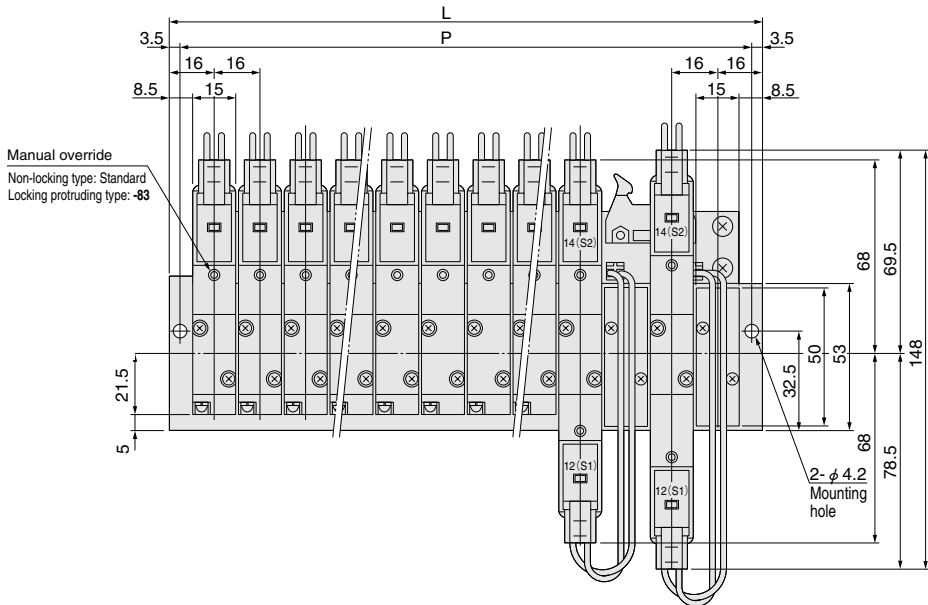 L
3.5
P
3.5
16
16
16
16
8.5
15
15
8.5
Manual override
Non-locking type: Standard
Locking protruding type: -83
14(S2)
14(S2)
68
69.5
148
21.5
5
32.5
50
53
68
78.5
12(S1)
12(S1)
2-ϕ4.2
Mounting
hole